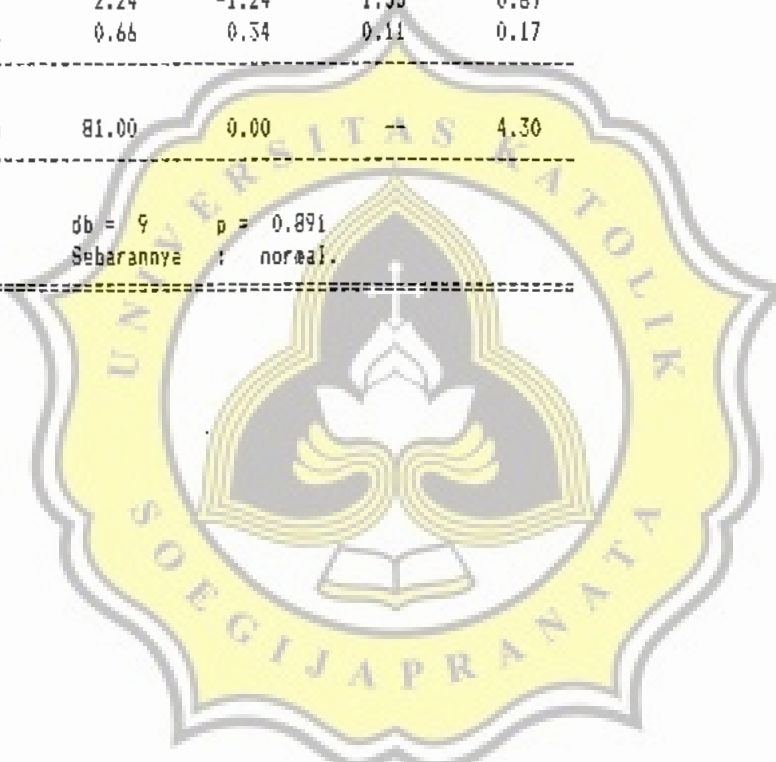 2.24 -1.24 1.55 0.69
0.66 0.34 0.11 0.17
81.00 0.00 -- 4.30
db = 9 p = 0.891
Sebarannya : normal.
UNIVERSITAS KATOLIK
SOEGIJAPRANATA